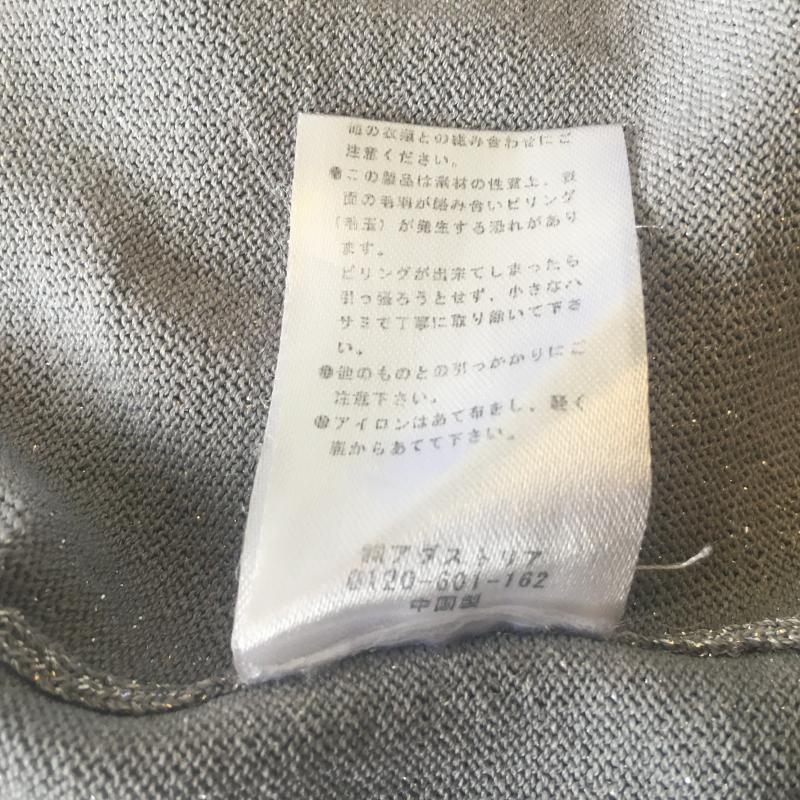 他の衣類との組み合わせにご
注意ください。
●この製品は素材の性質上、表
面の毛羽が絡み合いピリング
(毛玉)が発生する恐れがあり
ます。
ピリングが出来てしまったら
引っ張ろうとせず、小さなハ
サミで丁寧に取り除いて下さ
い。
●他のものとの引っかかりにご
注意下さい。
●アイロンはあて布をし、軽く
裏からあてて下さい。
㈱アダストリア
0120-601-162
中国製